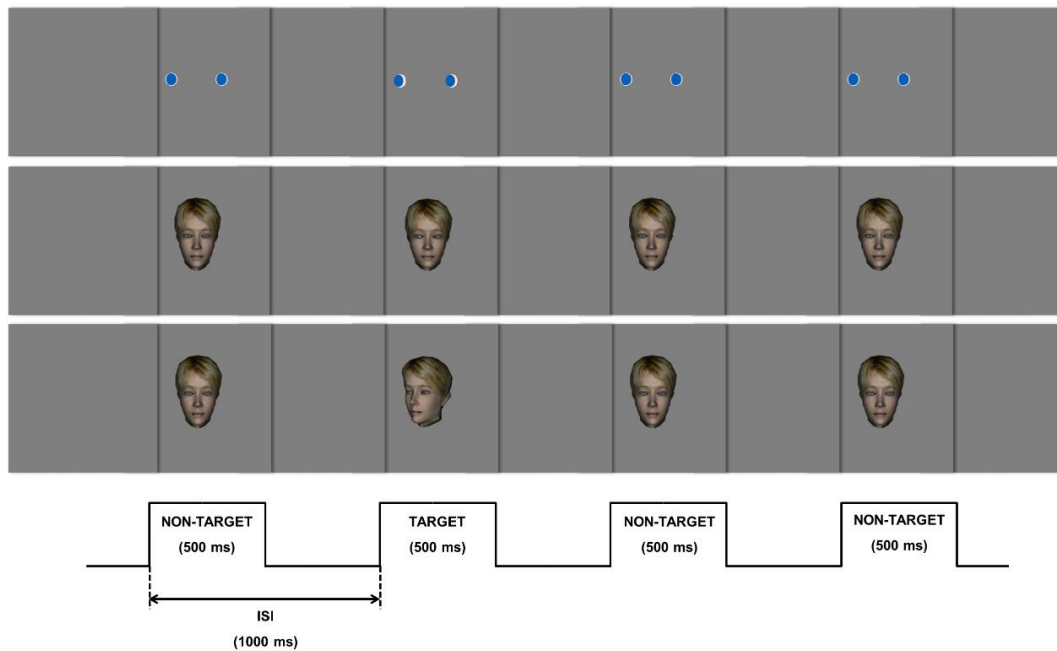 NON-TARGET
(500 ms)
TARGET
(500 ms)
NON-TARGET
(500 ms)
NON-TARGET
(500 ms)
ISI
(1000 ms)